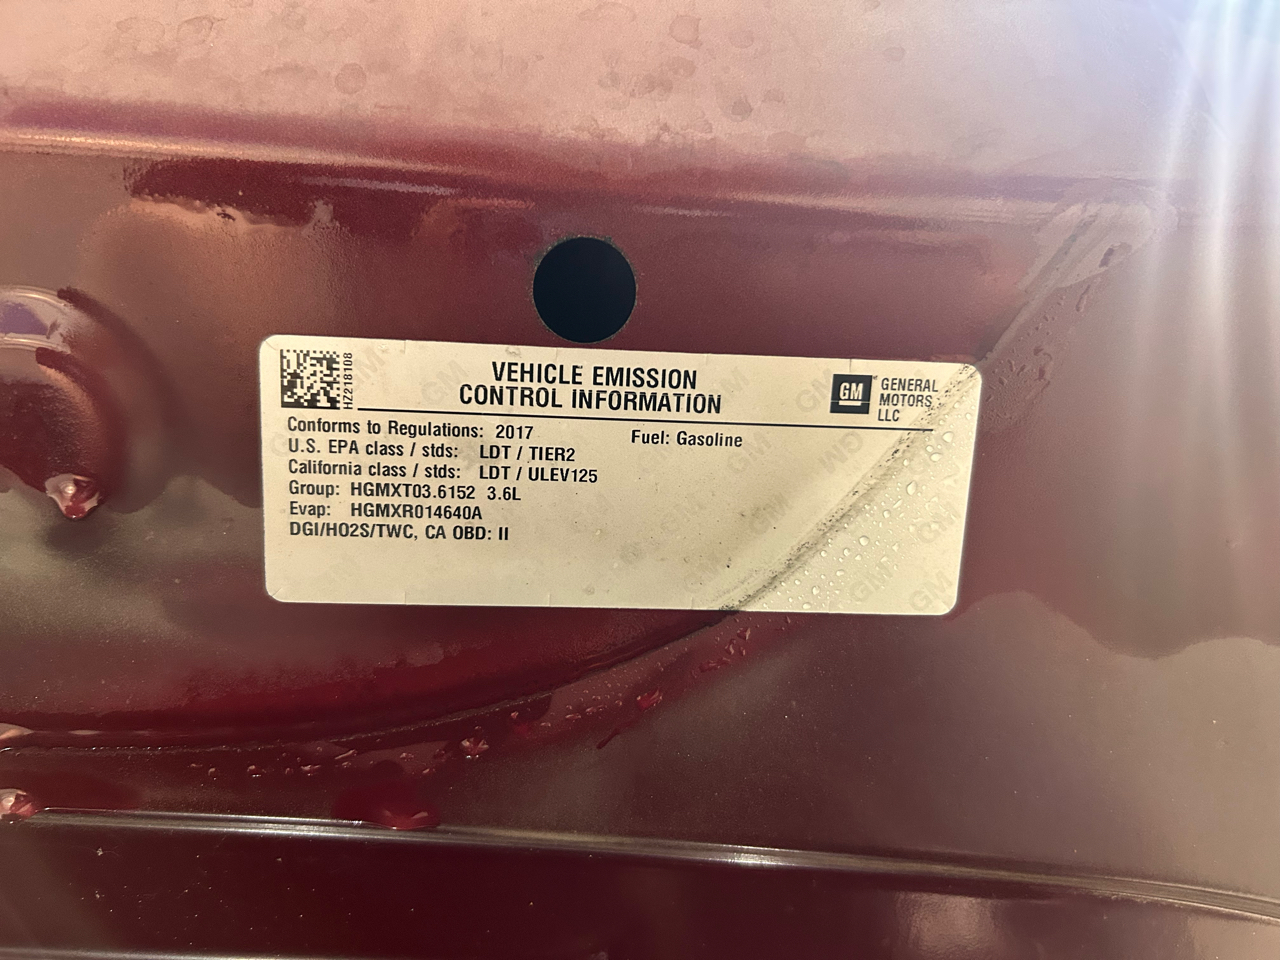 HZ218108
VEHICLE EMISSION
CONTROL INFORMATION
GM
GENERAL
MOTORS
LLC
Conforms to Regulations: 2017 Fuel: Gasoline
U.S. EPA class / stds: LDT / TIER2
California class / stds: LDT / ULEV125
Group: HGMXT03.6152 3.6L
Evap: HGMXR014640A
DGI/HO2S/TWC, CA OBD: II